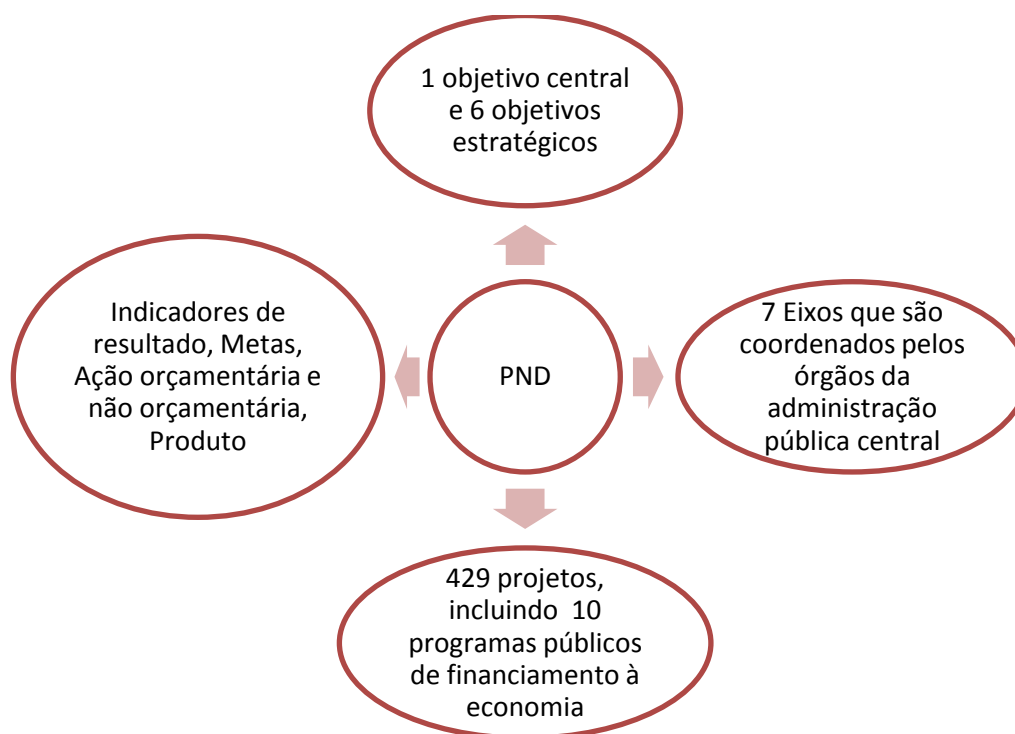 1 objetivo central
e 6 objetivos
estratégicos
Indicadores de
resultado, Metas,
Ação orçamentária e
não orçamentária,
Produto
PND
7 Eixos que são
coordenados pelos
órgãos da
administração
pública central
429 projetos,
incluindo 10
programas públicos
de financiamento à
economia